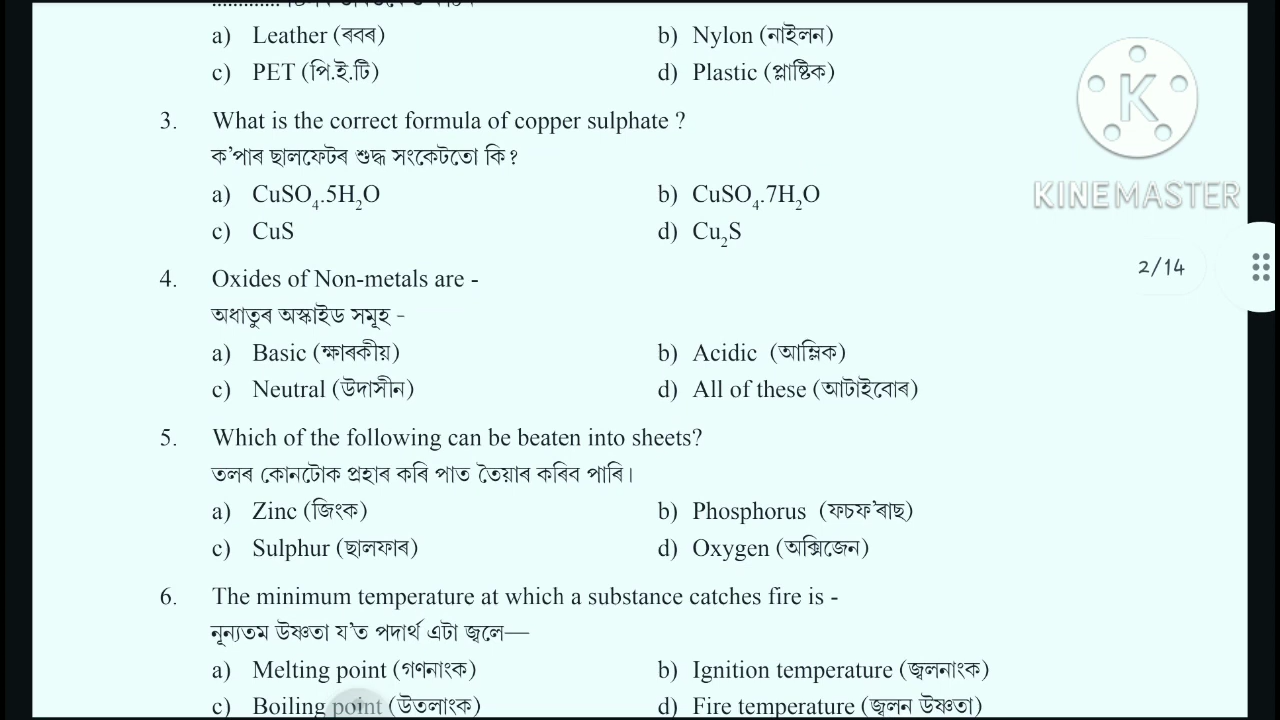 a) Leather (ৰবৰ) b) Nylon (নাইলন)
c) PET (পি.ই.টি) d) Plastic (প্লাষ্টিক)
3. What is the correct formula of copper sulphate ?
ক'পাৰ ছালফেটৰ শুদ্ধ সংকেটতো কি?
a) CuSO₄.5H₂O b) CuSO₄.7H₂O
KINEMASTER
c) CuS d) Cu₂S
4. Oxides of Non-metals are -
2/14
অধাতুৰ অস্কাইড সমূহ -
a) Basic (ক্ষাৰকীয়) b) Acidic (আম্লিক)
c) Neutral (উদাসীন) d) All of these (আটাইবোৰ)
5. Which of the following can be beaten into sheets?
তলৰ কোনটোক প্ৰহাৰ কৰি পাত তৈয়াৰ কৰিব পাৰি।
a) Zinc (জিংক) b) Phosphorus (ফচফ'ৰাছ)
c) Sulphur (ছালফাৰ) d) Oxygen (অক্সিজেন)
6. The minimum temperature at which a substance catches fire is -
নূন্যতম উষ্ণতা য'ত পদাৰ্থ এটা জ্বলে—
a) Melting point (গণনাংক) b) Ignition temperature (জ্বলনাংক)
c) Boiling point (উতলাংক) d) Fire temperature (জ্বলন উষ্ণতা)